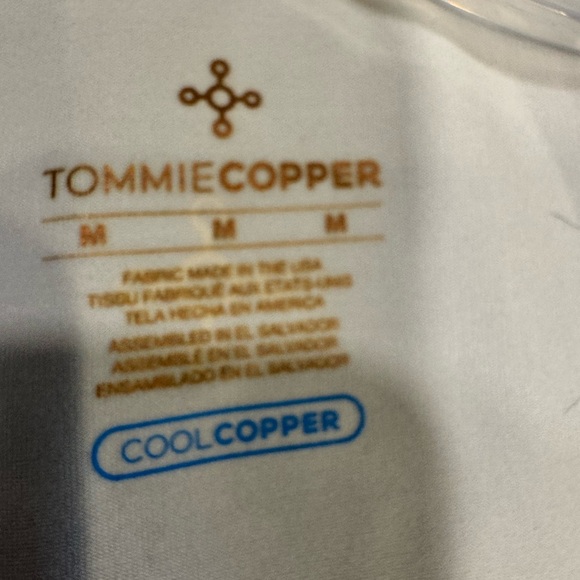 TOMMIECOPPER
M M M
FABRIC MADE IN THE USA
TISSU FABRIQUÉ AUX ETATS-UNIS
TELA HECHA EN AMERICA
ASSEMBLED IN EL SALVADOR
ASSEMBLÉ EN EL SALVADOR
ENSAMBLADO EN EL SALVADOR
COOLCOPPER